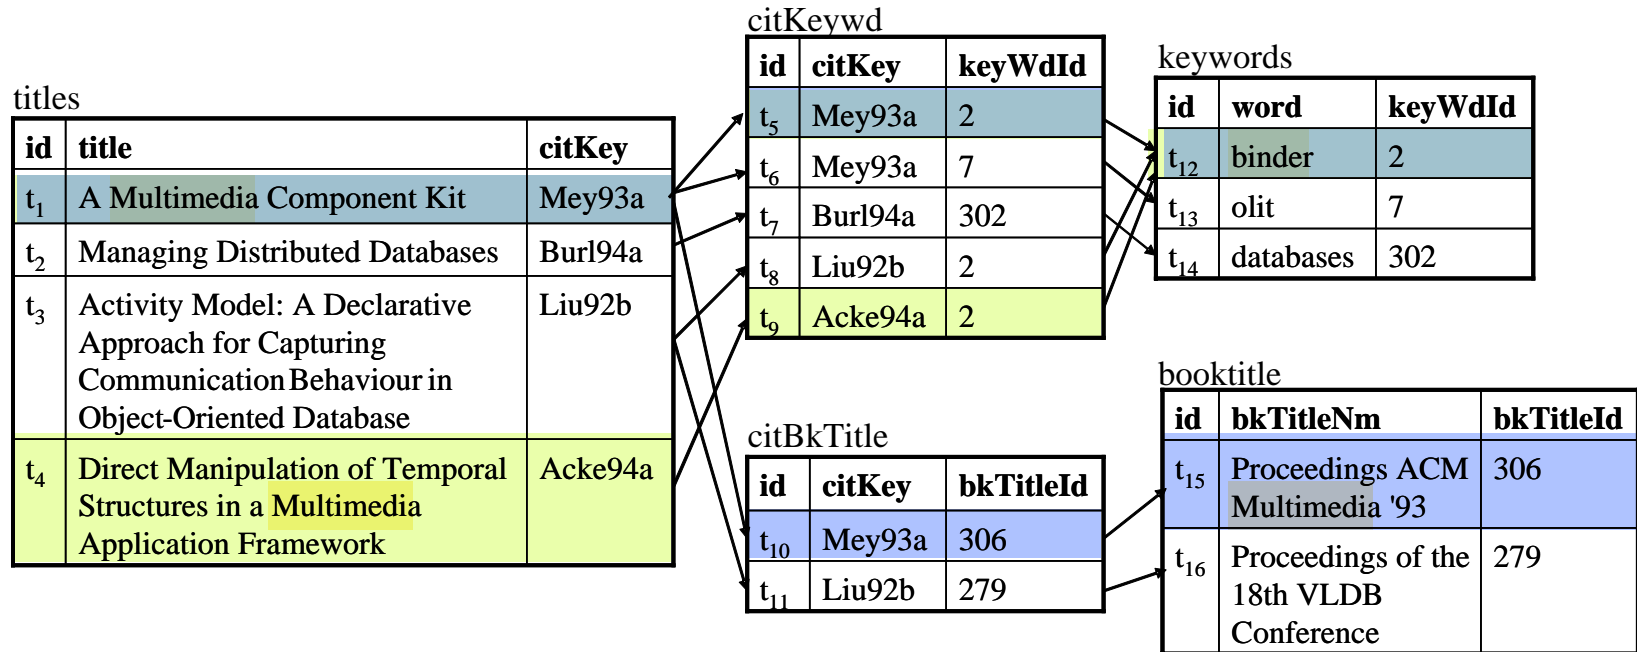 titles
id title citKey
t1 A Multimedia Component Kit Mey93a
t2 Managing Distributed Databases Burl94a
t3 Activity Model: A Declarative Liu92b
Approach for Capturing
Communication Behaviour in
Object-Oriented Database
t4 Direct Manipulation of Temporal Acke94a
Structures in a Multimedia
Application Framework
citKeywd
id citKey keyWdId
t5 Mey93a 2
t6 Mey93a 7
t7 Burl94a 302
t8 Liu92b 2
t9 Acke94a 2
keywords
id word keyWdId
t12 binder 2
t13 olit 7
t14 databases 302
citBkTitle
id citKey bkTitleId
t10 Mey93a 306
t11 Liu92b 279
booktitle
id bkTitleNm bkTitleId
t15 Proceedings ACM 306
Multimedia '93
t16 Proceedings of the 279
18th VLDB
Conference